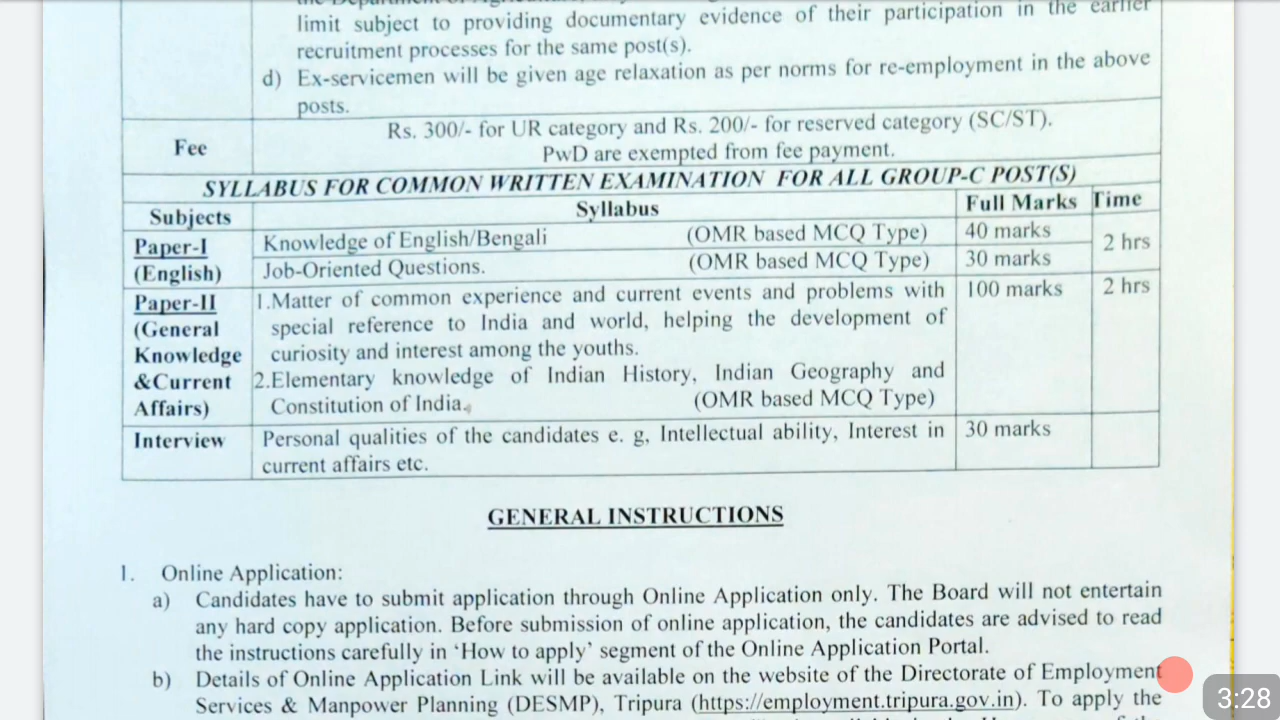 limit subject to providing documentary evidence of their participation in the earlier
recruitment processes for the same post(s).
d) Ex-servicemen will be given age relaxation as per norms for re-employment in the above
posts.
Fee
Rs. 300/- for UR category and Rs. 200/- for reserved category (SC/ST).
PwD are exempted from fee payment.
SYLLABUS FOR COMMON WRITTEN EXAMINATION FOR ALL GROUP-C POST(S)
Subjects Syllabus Full Marks Time
Paper-I
(English)
Knowledge of English/Bengali (OMR based MCQ Type) 40 marks
Job-Oriented Questions. (OMR based MCQ Type) 30 marks
2 hrs
Paper-II
(General
Knowledge
&Current
Affairs)
1.Matter of common experience and current events and problems with
special reference to India and world, helping the development of
curiosity and interest among the youths.
2.Elementary knowledge of Indian History, Indian Geography and
Constitution of India. (OMR based MCQ Type)
100 marks
2 hrs
Interview
Personal qualities of the candidates e. g, Intellectual ability, Interest in
current affairs etc.
30 marks
GENERAL INSTRUCTIONS
1. Online Application:
a) Candidates have to submit application through Online Application only. The Board will not entertain
any hard copy application. Before submission of online application, the candidates are advised to read
the instructions carefully in ‘How to apply’ segment of the Online Application Portal.
b) Details of Online Application Link will be available on the website of the Directorate of Employment
Services & Manpower Planning (DESMP), Tripura (https://employment.tripura.gov.in). To apply the
3:28